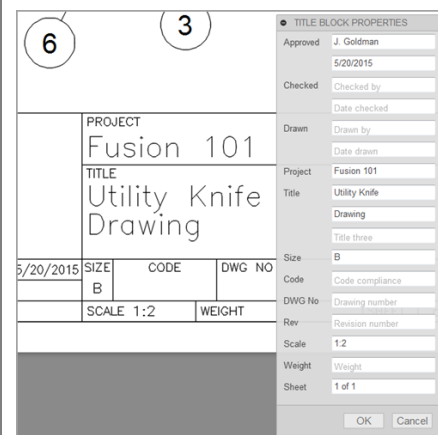 6
3
PROJECT
Fusion 101
TITLE
Utility Knife
Drawing
5/20/2015 SIZE CODE DWG NO
B
SCALE 1:2 WEIGHT
TITLE BLOCK PROPERTIES
Approved J. Goldman
5/20/2015
Checked Checked by
Date checked
Drawn Drawn by
Date drawn
Project Fusion 101
Title Utility Knife
Drawing
Title three
Size B
Code Code compliance
DWG No Drawing number
Rev Revision number
Scale 1:2
Weight Weight
Sheet 1 of 1
OK Cancel